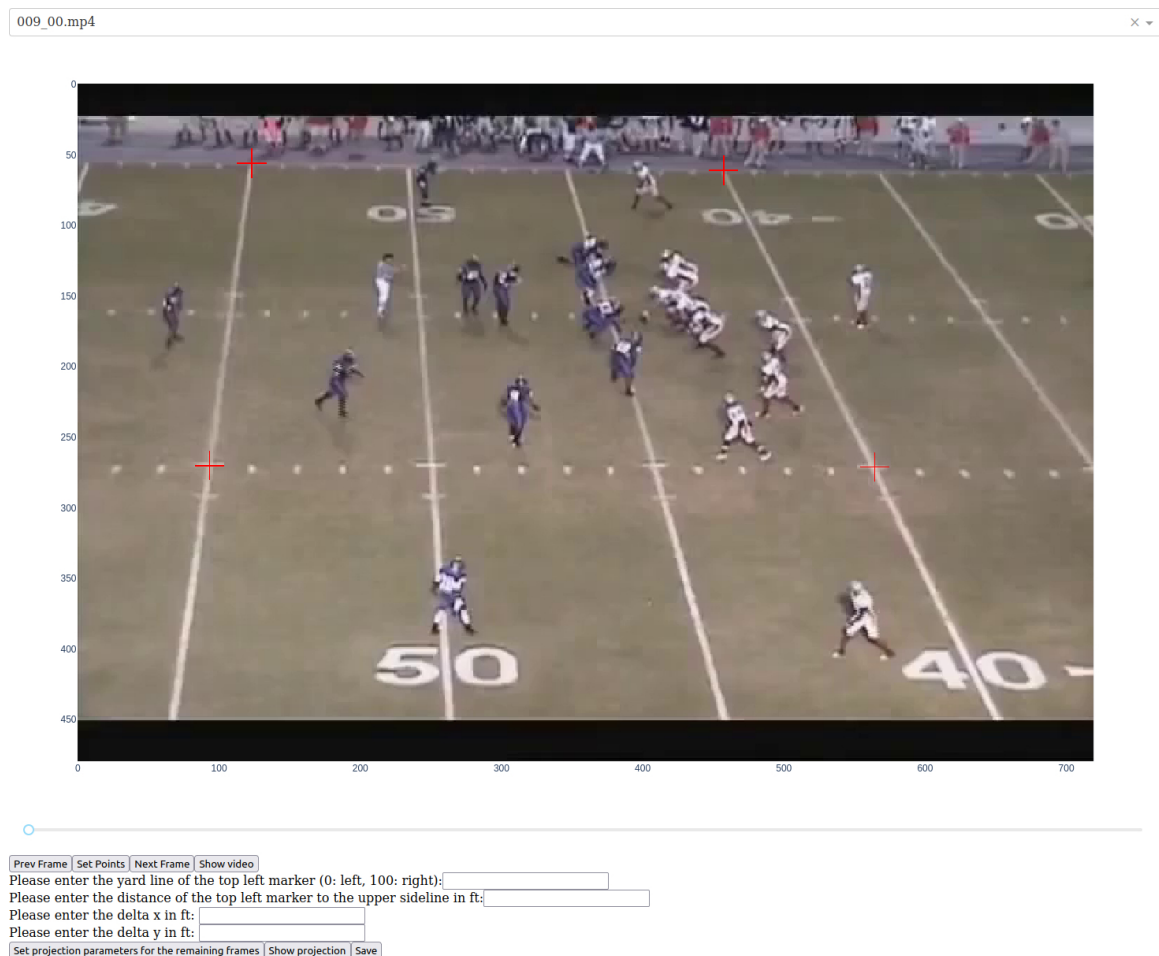 009_00.mp4
0
50
100
150
200
250
300
350
400
450
50
40
50
40
0 100 200 300 400 500 600 700
Prev Frame Set Points Next Frame Show video
Please enter the yard line of the top left marker (0: left, 100: right):
Please enter the distance of the top left marker to the upper sideline in ft:
Please enter the delta x in ft:
Please enter the delta y in ft:
Set projection parameters for the remaining frames Show projection Save